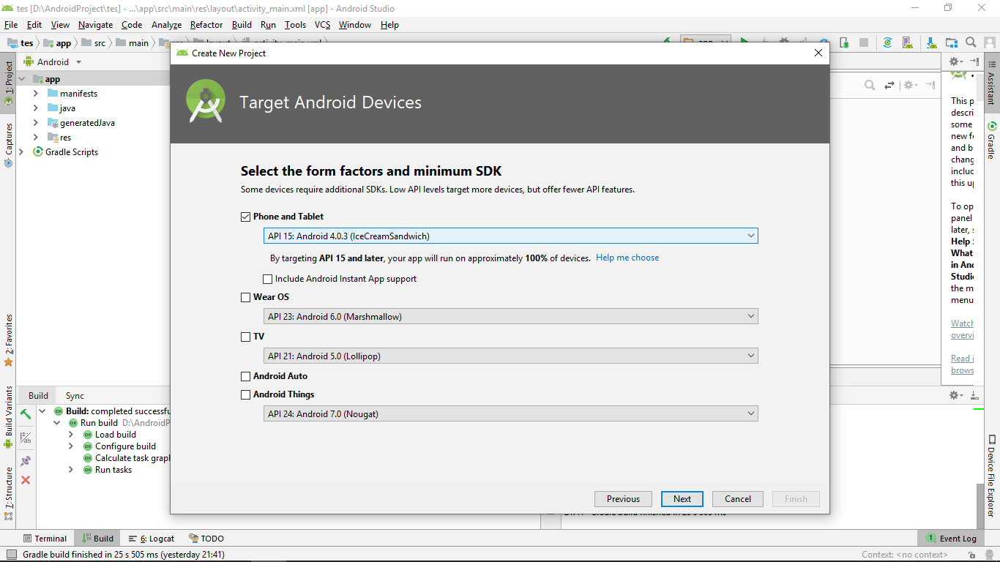 tes [D:\AndroidProject\tes] - ...\app\src\main\res\layout\activity_main.xml [app] - Android Studio
File Edit View Navigate Code Analyze Refactor Build Run Tools VCS Window Help
tes app src main
Android
app
manifests
java
generatedJava
res
Gradle Scripts
1: Project
Captures
2: Favorites
Build Variants
7: Structure
Create New Project
Target Android Devices
Select the form factors and minimum SDK
Some devices require additional SDKs. Low API levels target more devices, but offer fewer API features.
Phone and Tablet
API 15: Android 4.0.3 (IceCreamSandwich)
By targeting API 15 and later, your app will run on approximately 100% of devices. Help me choose
Include Android Instant App support
Wear OS
API 23: Android 6.0 (Marshmallow)
TV
API 21: Android 5.0 (Lollipop)
Android Auto
Android Things
API 24: Android 7.0 (Nougat)
Previous Next Cancel Finish
This p
descri
some
new f
and b
chang
includ
this u
To op
panel
later, s
Help
What
in And
Studio
the m
menu
Watch
overvi
Read i
brows
Assistant
Gradle
Device File Explorer
Build Sync
Build: completed successfu
Run build D:\AndroidP
Load build
Configure build
Calculate task grap
Run tasks
Terminal Build 6: Logcat TODO
1 Event Log
Gradle build finished in 25 s 505 ms (yesterday 21:41)
Context: <no context>